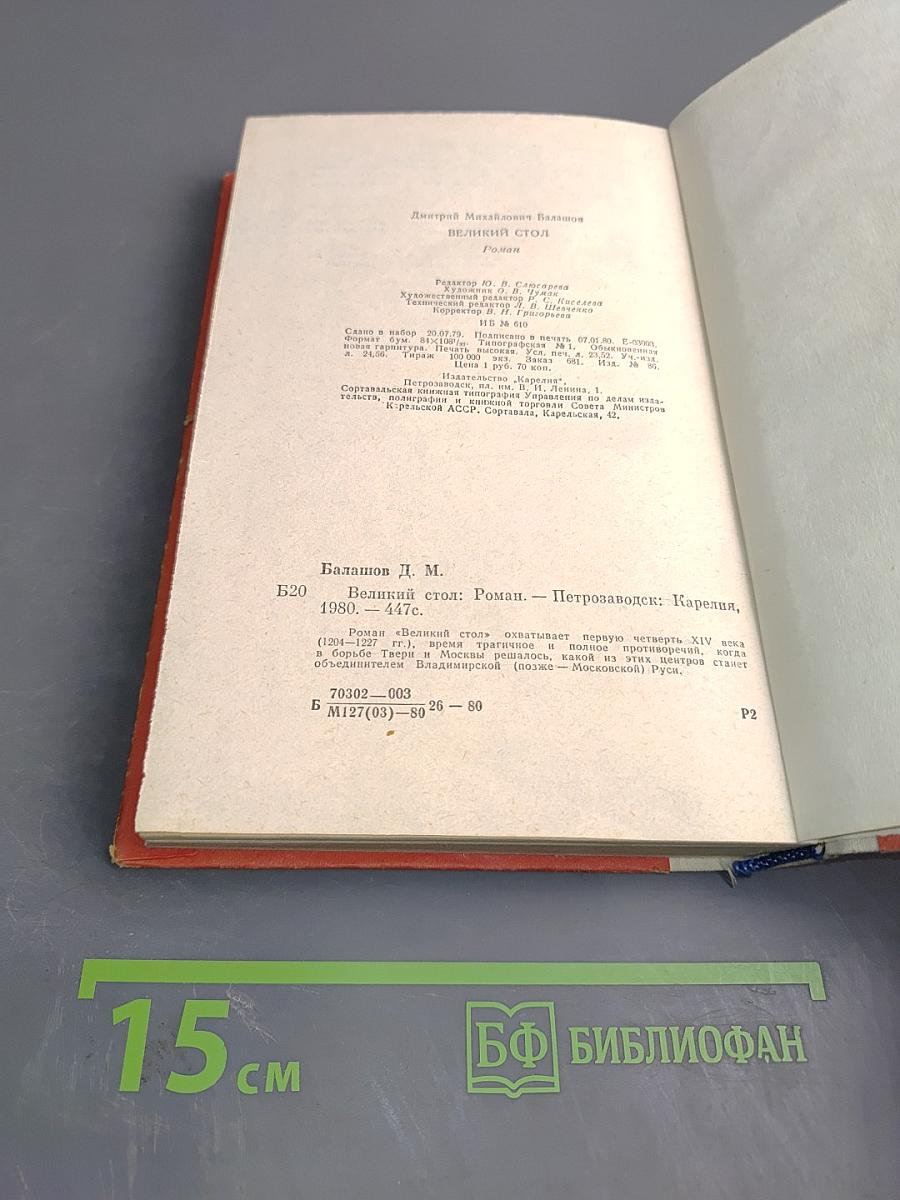 Дмитрий Михайлович Балашов
ВЕЛИКИЙ СТОЛ
Роман
Редактор Ю. В. Слюсарева
Художник О. В. Чумак
Художественный редактор Р. С. Киселева
Технический редактор Л. В. Шевченко
Корректор В. Н. Григорьева
ИБ № 610
Сдано в набор 20.07.79. Подписано в печать 07.01.80. Е-03003.
Формат бум. 84×108¹/₃₂. Типографская № 1. Обыкновенная
новая гарнитура. Печать высокая. Усл. печ. л. 23,52. Уч.-изд.
л. 24,56. Тираж 100 000 экз. Заказ 681. Изд. № 86.
Цена 1 руб. 70 коп.
Издательство „Карелия“,
Петрозаводск, пл. им. В. И. Ленина, 1.
Сортавальская книжная типография Управления по делам изда-
тельств, полиграфии и книжной торговли Совета Министров
Карельской АССР. Сортавала, Карельская, 42.
Балашов Д. М.
Б20 Великий стол: Роман. — Петрозаводск: Карелия,
1980. — 447с.
Роман «Великий стол» охватывает первую четверть XIV века
(1204—1227 гг.), время трагичное и полное противоречий, когда
в борьбе Твери и Москвы решалось, какой из этих центров станет
объединителем Владимирской (позже — Московской) Руси.
70302—003
Б 26 — 80
М127(03)—80
Р2
15 см
БФ БИБЛИОФАН